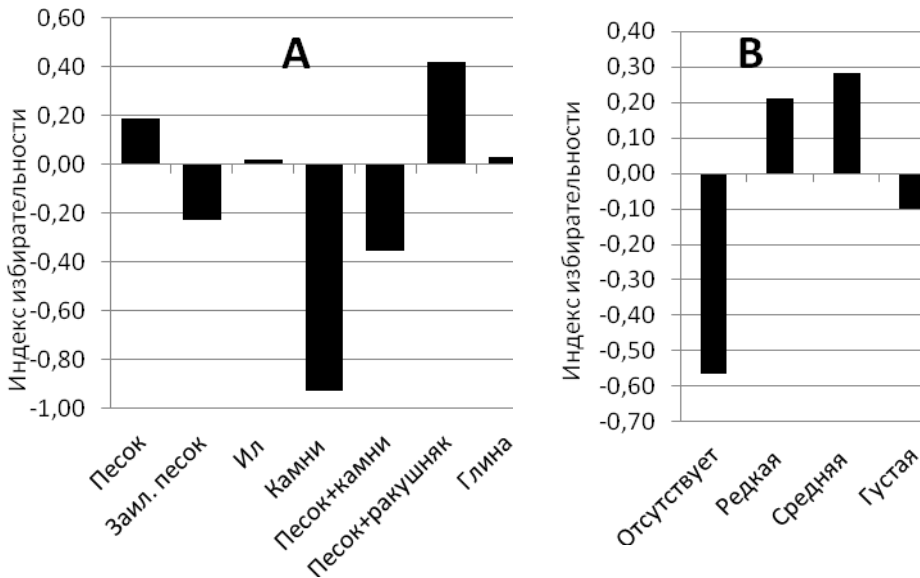 A
Индекс избирательности
0,60
0,40
0,20
0,00
-0,20
-0,40
-0,60
-0,80
-1,00
Песок
Заил. песок
Ил
Камни
Песок+камни
Песок+ракушняк
Глина
B
Индекс избирательности
0,40
0,30
0,20
0,10
0,00
-0,10
-0,20
-0,30
-0,40
-0,50
-0,60
-0,70
Отсутствует
Редкая
Средняя
Густая